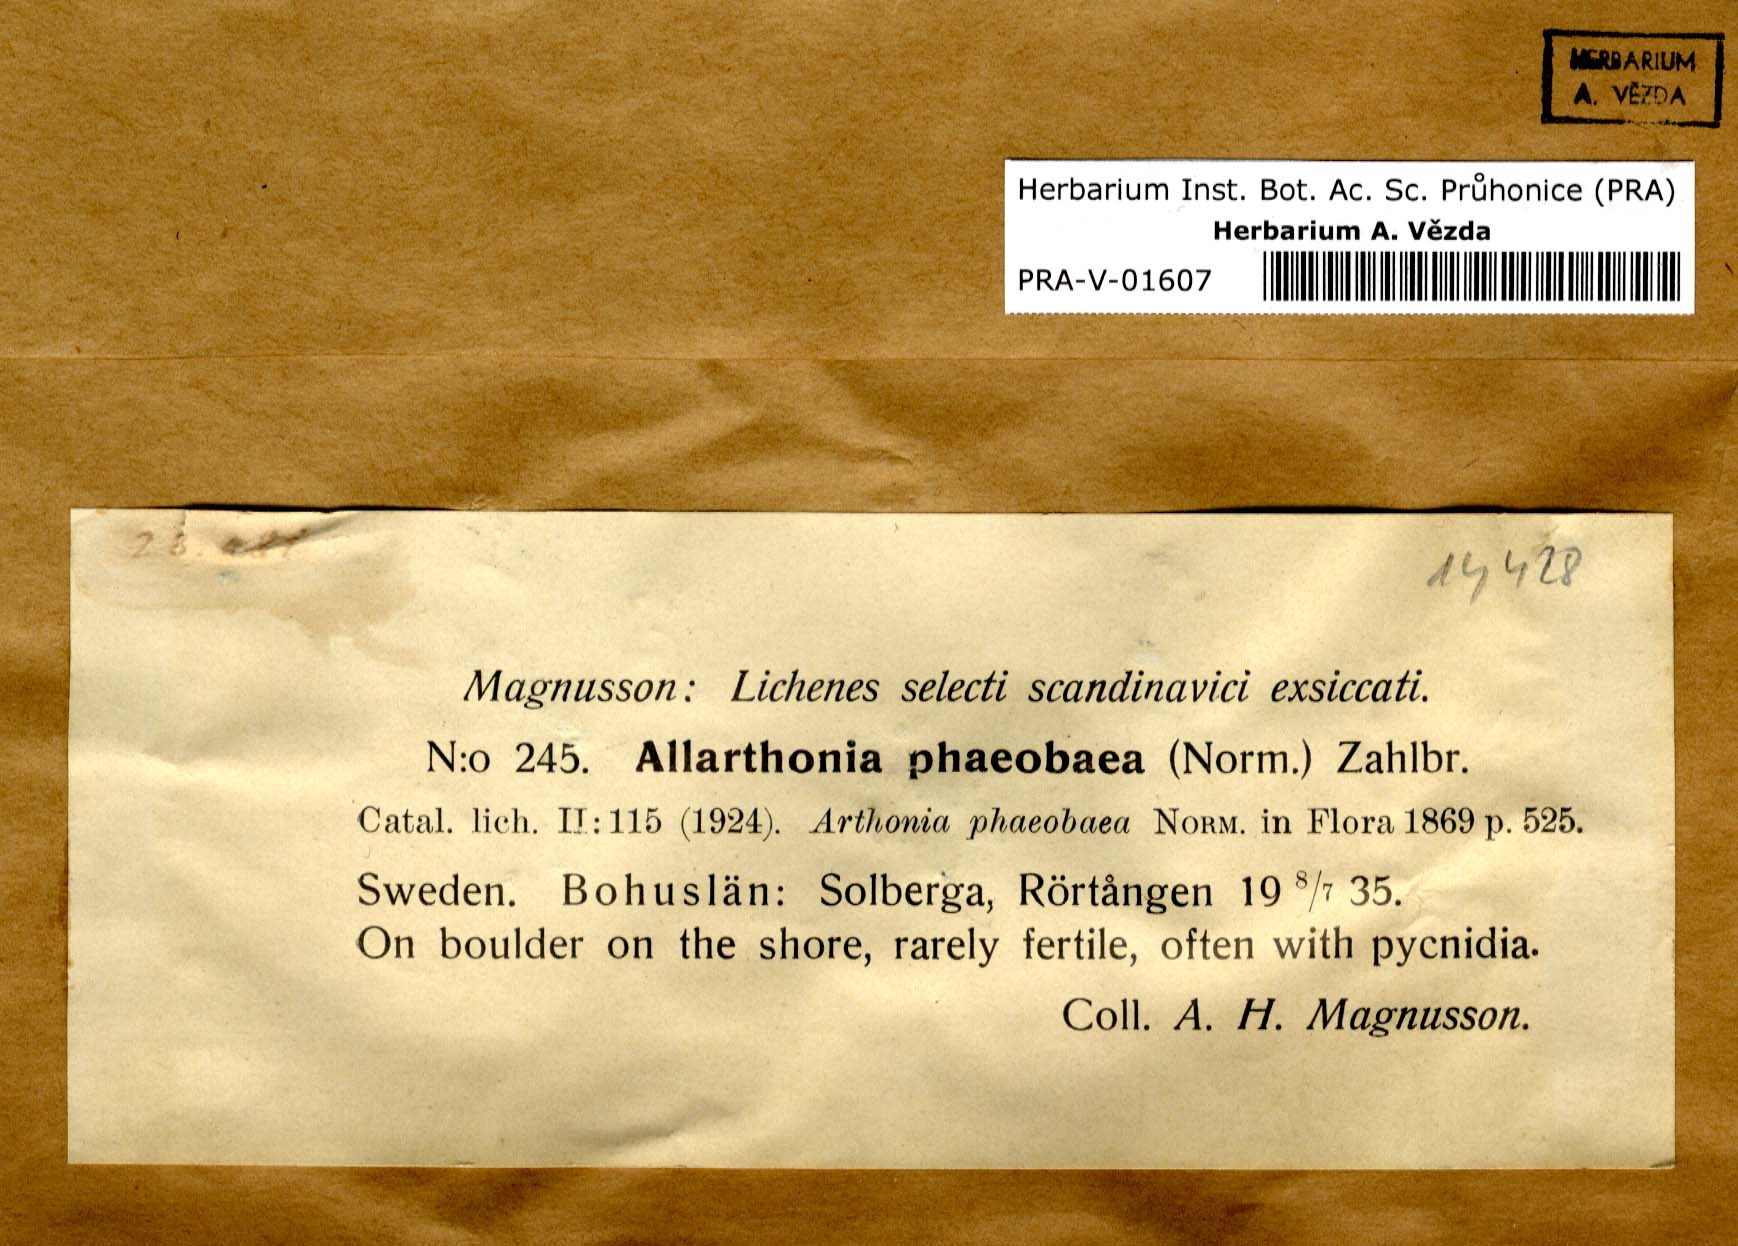 HERBARIUM
A. VĚZDA
Herbarium Inst. Bot. Ac. Sc. Průhonice (PRA)
Herbarium A. Vězda
PRA-V-01607
14428
Magnusson: Lichenes selecti scandinavici exsiccati.
N:o 245. Allarthonia phaeobaea (Norm.) Zahlbr.
Catal. lich. II: 115 (1924). Arthonia phaeobaea NORM. in Flora 1869 p. 525.
Sweden. Bohuslän: Solberga, Rörtången 19 8/7 35.
On boulder on the shore, rarely fertile, often with pycnidia.
Coll. A. H. Magnusson.